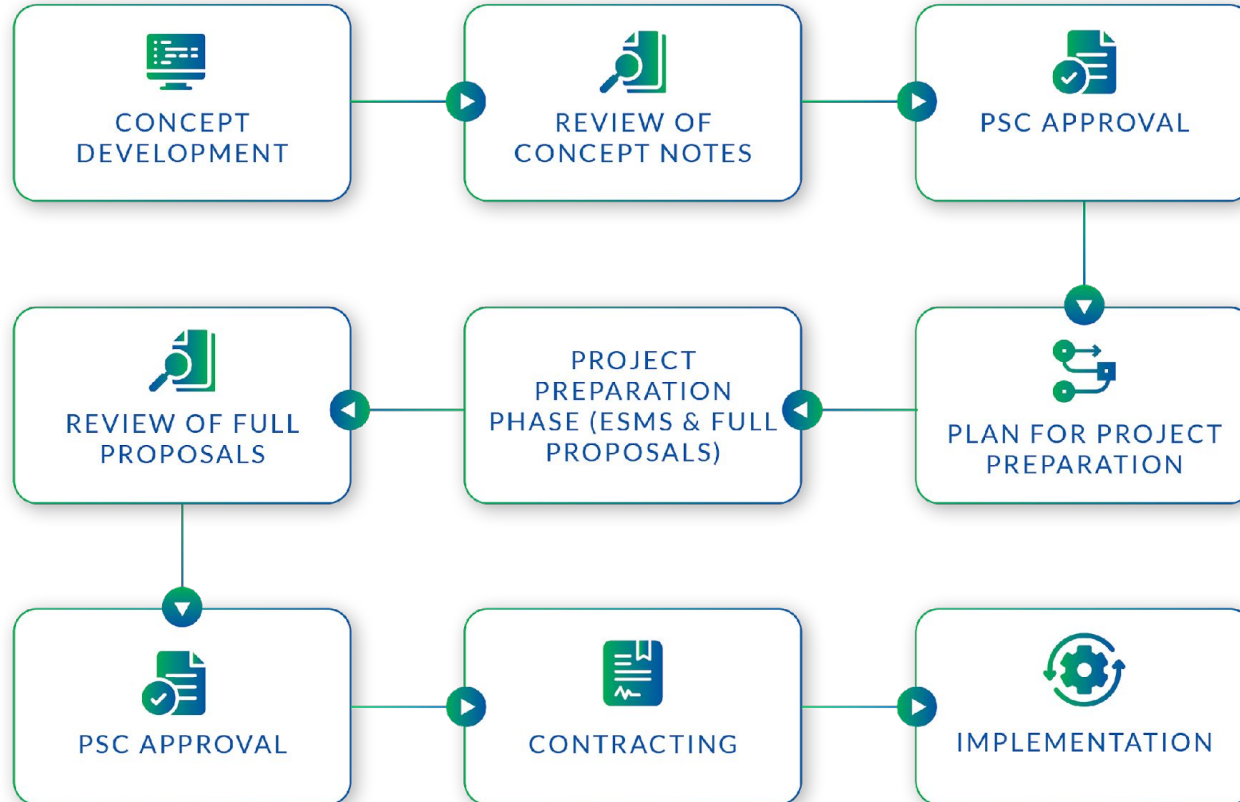 CONCEPT
DEVELOPMENT
REVIEW OF
CONCEPT NOTES
PSC APPROVAL
PLAN FOR PROJECT
PREPARATION
PROJECT
PREPARATION
PHASE (ESMS & FULL
PROPOSALS)
REVIEW OF FULL
PROPOSALS
PSC APPROVAL
CONTRACTING
IMPLEMENTATION